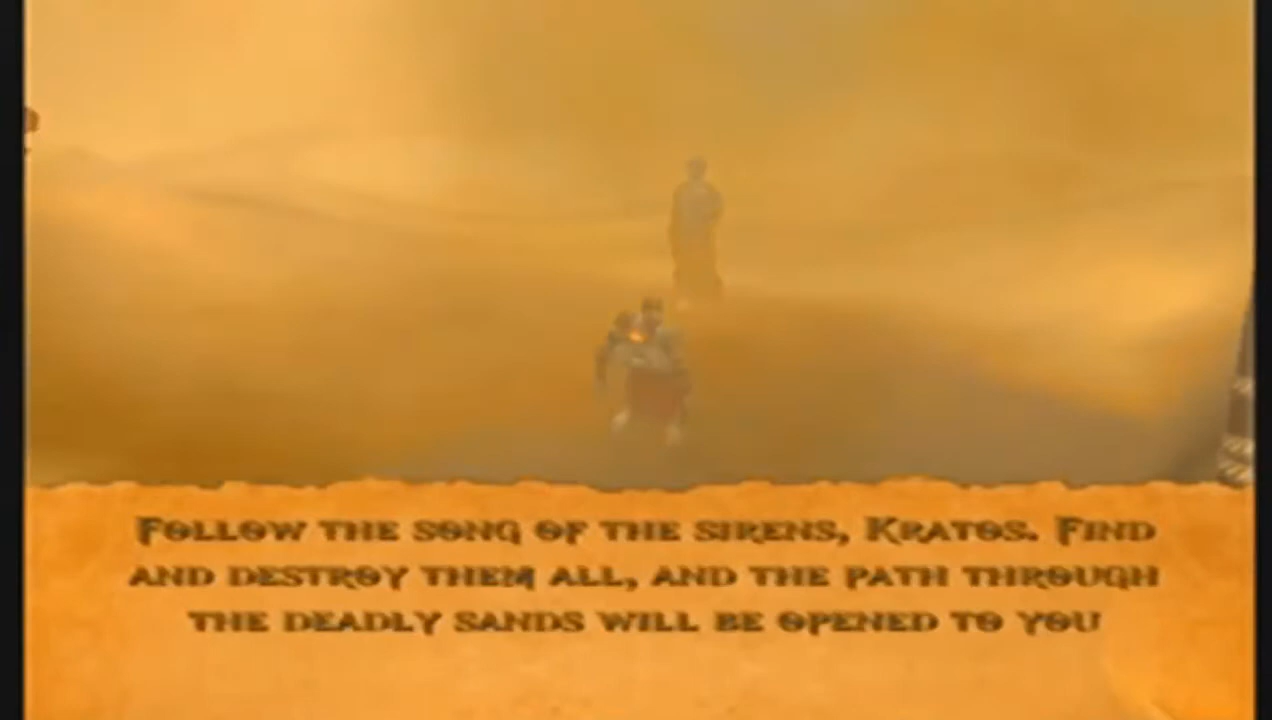 Follow the song of the sirens, Kratos. Find
and destroy them all, and the path through
the deadly sands will be opened to you